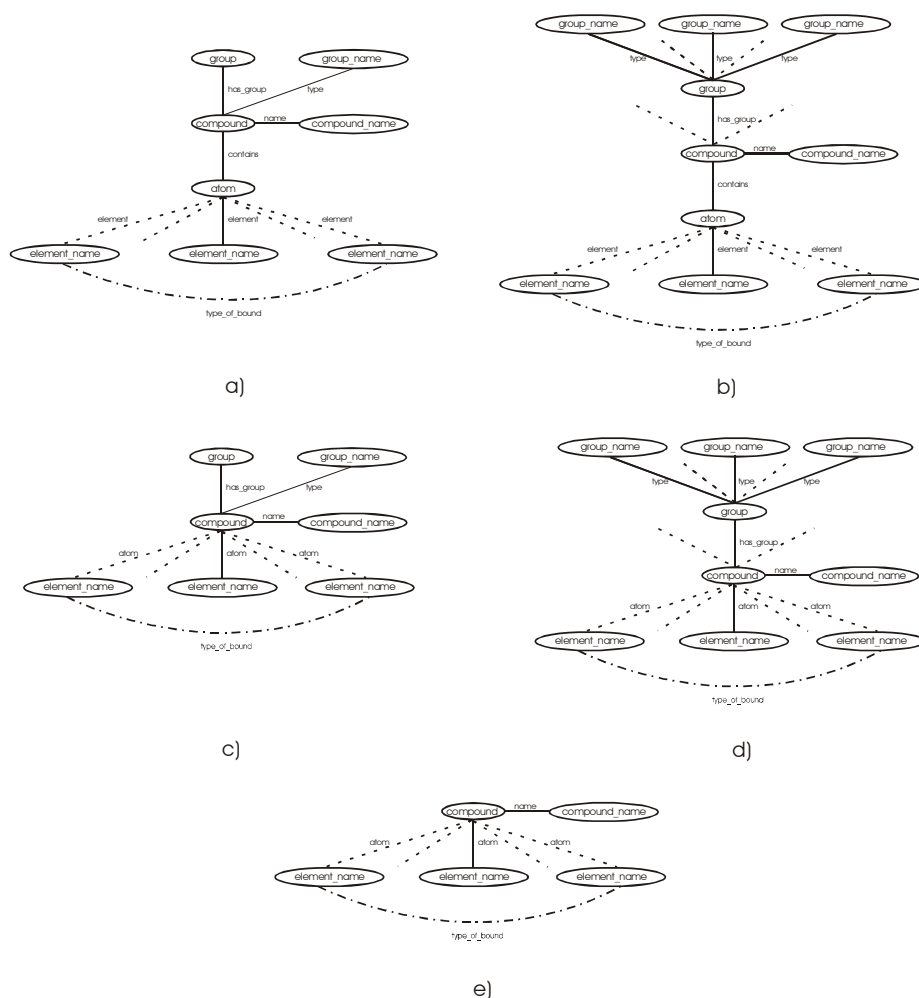 group group_name
has_group type
compound name compound_name
contains
atom
element element element
element_name element_name element_name
type_of_bound
a)
group_name group_name group_name
type type type
group
has_group
compound name compound_name
contains
atom
element element element
element_name element_name element_name
type_of_bound
b)
group group_name
has_group type
compound name compound_name
atom atom atom
element_name element_name element_name
type_of_bound
c)
group_name group_name group_name
type type type
group
has_group
compound name compound_name
atom atom atom
element_name element_name element_name
type_of_bound
d)
compound name compound_name
atom atom atom
element_name element_name element_name
type_of_bound
e)